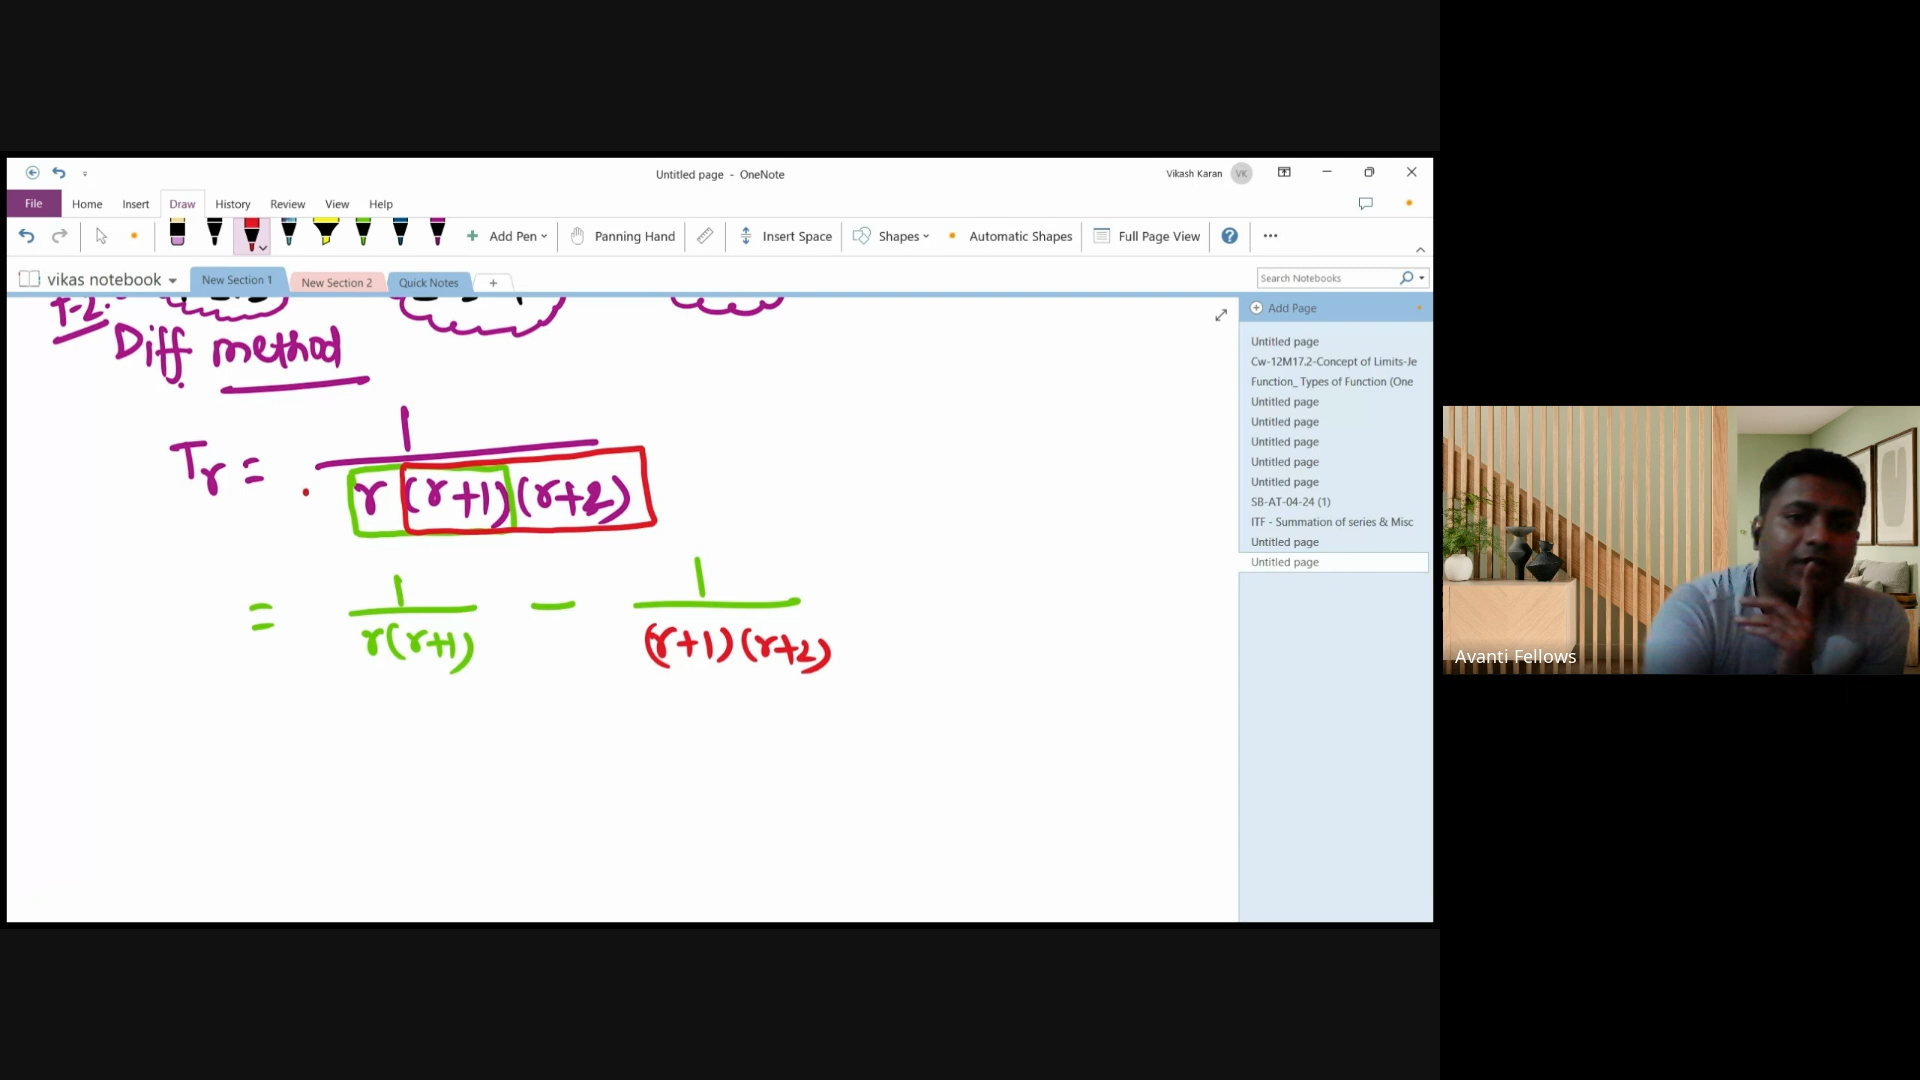 Untitled page - OneNote
Vikash Karan VK
File Home Insert Draw History Review View Help
Add Pen Panning Hand Insert Space Shapes Automatic Shapes Full Page View
vikas notebook New Section 1 New Section 2 Quick Notes +
Search Notebooks
Add Page
Untitled page
Cw-12M17.2-Concept of Limits-Je
Function_ Types of Function (One
Untitled page
Untitled page
Untitled page
Untitled page
Untitled page
SB-AT-04-24 (1)
ITF - Summation of series & Misc
Untitled page
Untitled page
Diff method
Tr = 1 / r(r+1)(r+2)
= 1 / r(r+1) - 1 / (r+1)(r+2)
Avanti Fellows